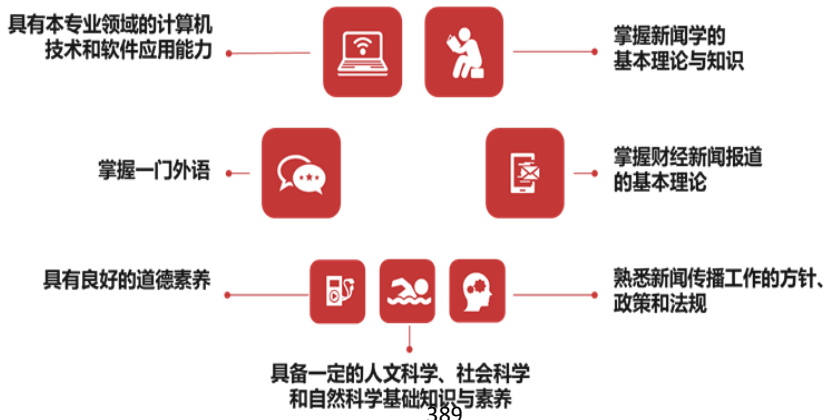 具有本专业领域的计算机
技术和软件应用能力
掌握新闻学的
基本理论与知识
掌握一门外语
掌握财经新闻报道
的基本理论
具有良好的道德素养
熟悉新闻传播工作的方针、
政策和法规
具备一定的人文科学、社会科学
和自然科学基础知识与素养
389